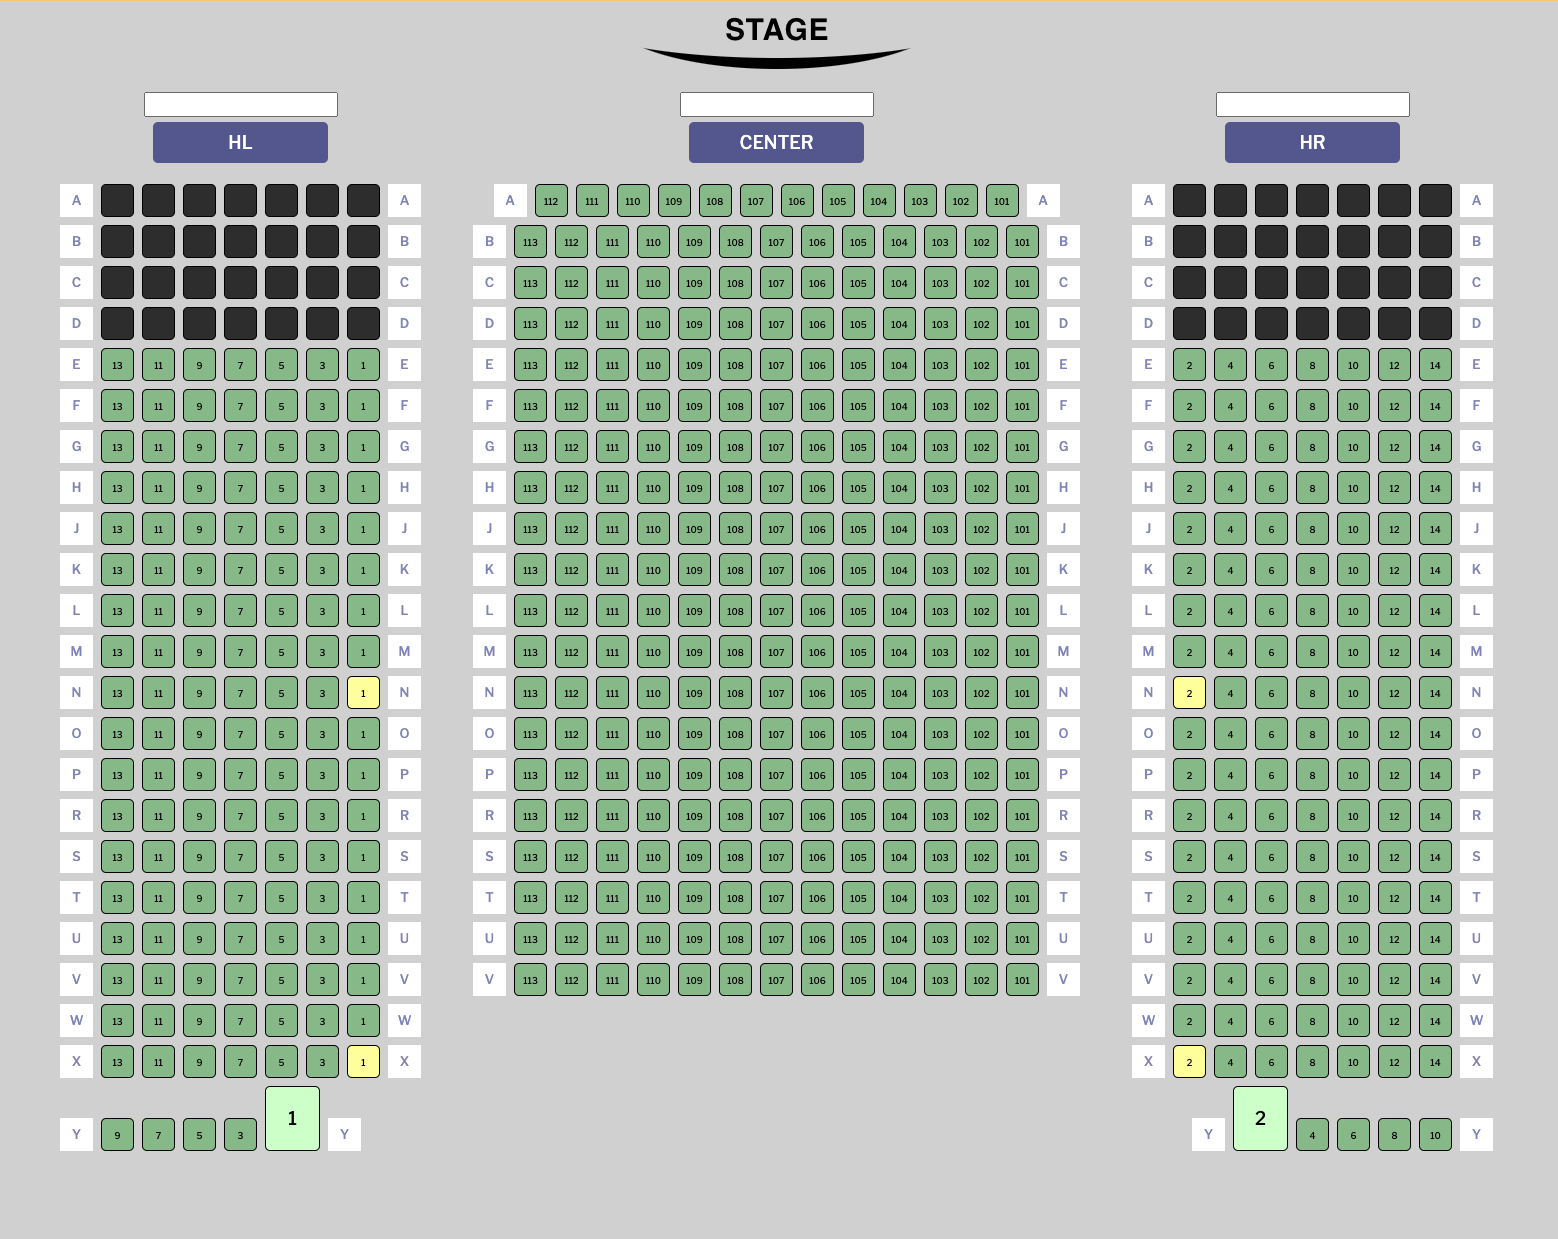 STAGE
HL CENTER HR
A A A 112 111 110 109 108 107 106 105 104 103 102 101 A A A
B B B 113 112 111 110 109 108 107 106 105 104 103 102 101 B B B
C C C 113 112 111 110 109 108 107 106 105 104 103 102 101 C C C
D D D 113 112 111 110 109 108 107 106 105 104 103 102 101 D D D
E 13 11 9 7 5 3 1 E E 113 112 111 110 109 108 107 106 105 104 103 102 101 E E 2 4 6 8 10 12 14 E
F 13 11 9 7 5 3 1 F F 113 112 111 110 109 108 107 106 105 104 103 102 101 F F 2 4 6 8 10 12 14 F
G 13 11 9 7 5 3 1 G G 113 112 111 110 109 108 107 106 105 104 103 102 101 G G 2 4 6 8 10 12 14 G
H 13 11 9 7 5 3 1 H H 113 112 111 110 109 108 107 106 105 104 103 102 101 H H 2 4 6 8 10 12 14 H
J 13 11 9 7 5 3 1 J J 113 112 111 110 109 108 107 106 105 104 103 102 101 J J 2 4 6 8 10 12 14 J
K 13 11 9 7 5 3 1 K K 113 112 111 110 109 108 107 106 105 104 103 102 101 K K 2 4 6 8 10 12 14 K
L 13 11 9 7 5 3 1 L L 113 112 111 110 109 108 107 106 105 104 103 102 101 L L 2 4 6 8 10 12 14 L
M 13 11 9 7 5 3 1 M M 113 112 111 110 109 108 107 106 105 104 103 102 101 M M 2 4 6 8 10 12 14 M
N 13 11 9 7 5 3 1 N N 113 112 111 110 109 108 107 106 105 104 103 102 101 N N 2 4 6 8 10 12 14 N
O 13 11 9 7 5 3 1 O O 113 112 111 110 109 108 107 106 105 104 103 102 101 O O 2 4 6 8 10 12 14 O
P 13 11 9 7 5 3 1 P P 113 112 111 110 109 108 107 106 105 104 103 102 101 P P 2 4 6 8 10 12 14 P
R 13 11 9 7 5 3 1 R R 113 112 111 110 109 108 107 106 105 104 103 102 101 R R 2 4 6 8 10 12 14 R
S 13 11 9 7 5 3 1 S S 113 112 111 110 109 108 107 106 105 104 103 102 101 S S 2 4 6 8 10 12 14 S
T 13 11 9 7 5 3 1 T T 113 112 111 110 109 108 107 106 105 104 103 102 101 T T 2 4 6 8 10 12 14 T
U 13 11 9 7 5 3 1 U U 113 112 111 110 109 108 107 106 105 104 103 102 101 U U 2 4 6 8 10 12 14 U
V 13 11 9 7 5 3 1 V V 113 112 111 110 109 108 107 106 105 104 103 102 101 V V 2 4 6 8 10 12 14 V
W 13 11 9 7 5 3 1 W W 2 4 6 8 10 12 14 W
X 13 11 9 7 5 3 1 X X 2 4 6 8 10 12 14 X
Y 9 7 5 3 1 Y Y 2 4 6 8 10 Y